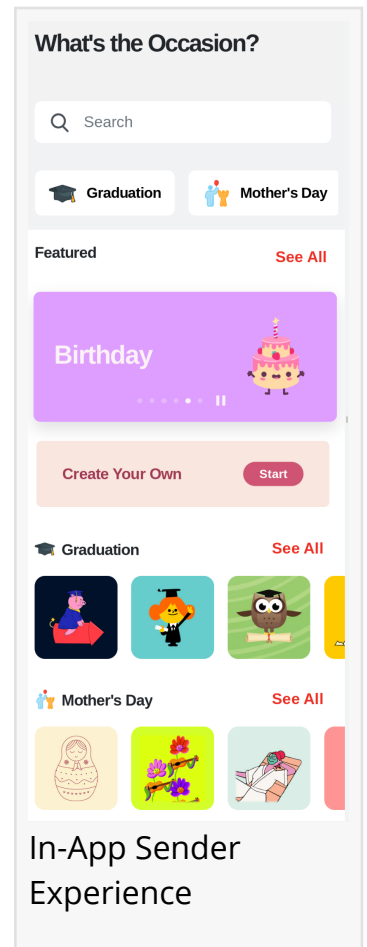 What's the Occasion?
Search
Graduation
Mother's Day
Featured
See All
Birthday
Create Your Own
Start
Graduation
See All
Mother's Day
See All
In-App Sender
Experience